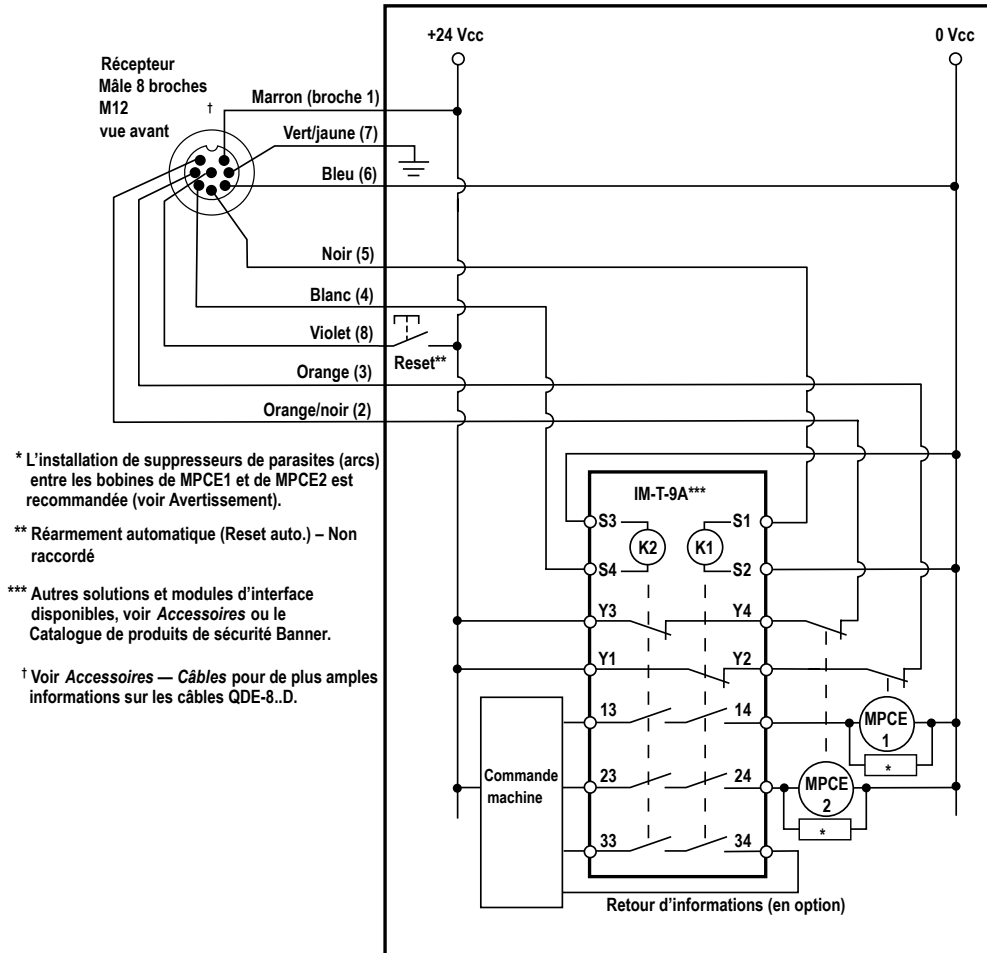 +24 Vcc
0 Vcc
Récepteur
Mâle 8 broches
M12 †
vue avant
Marron (broche 1)
Vert/jaune (7)
Bleu (6)
Noir (5)
Blanc (4)
Violet (8)
Reset**
Orange (3)
Orange/noir (2)
* L'installation de suppresseurs de parasites (arcs)
entre les bobines de MPCE1 et de MPCE2 est
recommandée (voir Avertissement).
** Réarmement automatique (Reset auto.) – Non
raccordé
*** Autres solutions et modules d'interface
disponibles, voir Accessoires ou le
Catalogue de produits de sécurité Banner.
† Voir Accessoires — Câbles pour de plus amples
informations sur les câbles QDE-8..D.
IM-T-9A***
S3 S1
K2 K1
S4 S2
Y3 Y4
Y1 Y2
13 14
23 24
33 34
Commande
machine
MPCE
1
*
MPCE
2
*
Retour d'informations (en option)